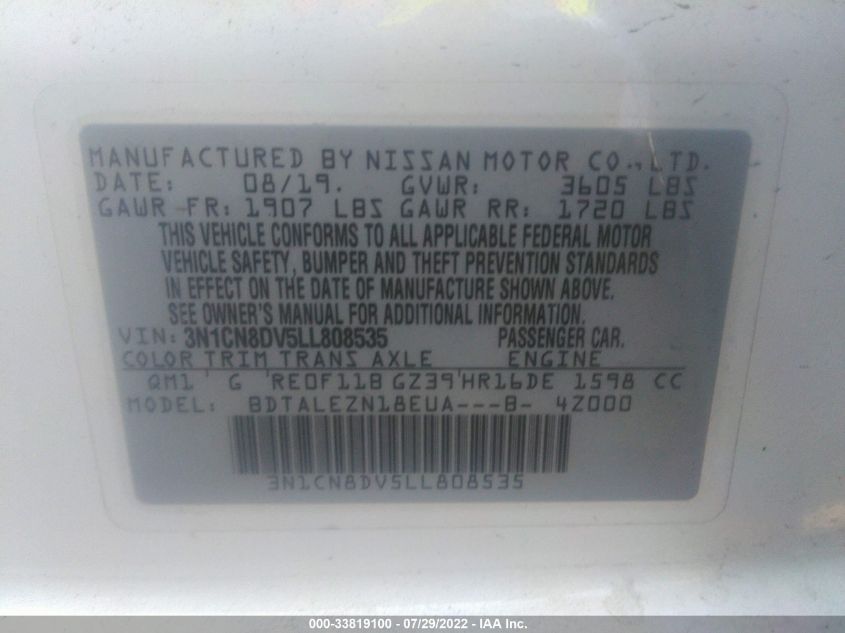 MANUFACTURED BY NISSAN MOTOR CO., LTD.
DATE: 08/19. GVWR: 3605 LBS
GAWR FR: 1907 LBS GAWR RR: 1720 LBS
THIS VEHICLE CONFORMS TO ALL APPLICABLE FEDERAL MOTOR
VEHICLE SAFETY, BUMPER AND THEFT PREVENTION STANDARDS
IN EFFECT ON THE DATE OF MANUFACTURE SHOWN ABOVE.
SEE OWNER'S MANUAL FOR ADDITIONAL INFORMATION.
VIN: 3N1CN8DV5LL808535 PASSENGER CAR.
COLOR TRIM TRANS AXLE ENGINE
QM1 G RE0F11B GZ39 HR16DE 1598 CC
MODEL: BDTALEZN18EUA---B- 4Z000
3N1CN8DV5LL808535
000-33819100 - 07/29/2022 - IAA Inc.